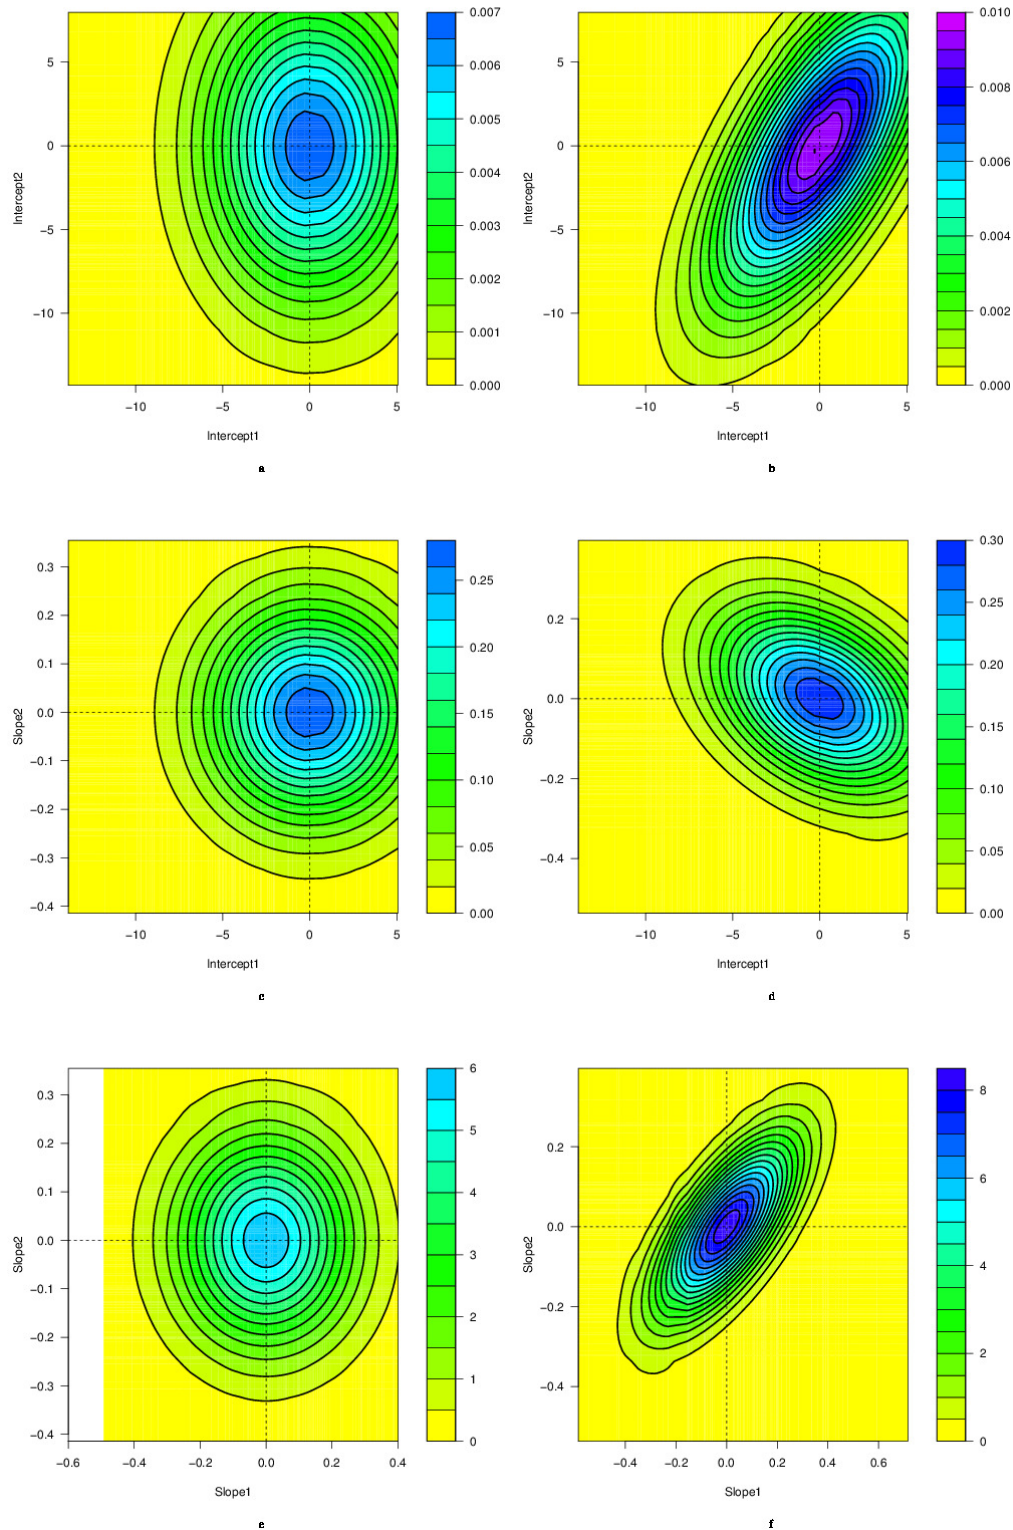 0.007
0.006
0.005
0.004
0.003
0.002
0.001
0.000
5
0
−5
−10
Intercept2
−10 −5 0 5
Intercept1
a
0.010
0.008
0.006
0.004
0.002
0.000
5
0
−5
−10
Intercept2
−10 −5 0 5
Intercept1
b
0.25
0.20
0.15
0.10
0.05
0.00
0.3
0.2
0.1
0.0
−0.1
−0.2
−0.3
−0.4
Slope2
−10 −5 0 5
Intercept1
c
0.30
0.25
0.20
0.15
0.10
0.05
0.00
0.2
0.0
−0.2
−0.4
Slope2
−10 −5 0 5
Intercept1
d
6
5
4
3
2
1
0
0.3
0.2
0.1
0.0
−0.1
−0.2
−0.3
−0.4
Slope2
−0.6 −0.4 −0.2 0.0 0.2 0.4
Slope1
e
8
6
4
2
0
0.2
0.0
−0.2
−0.4
Slope2
−0.4 −0.2 0.0 0.2 0.4 0.6
Slope1
f